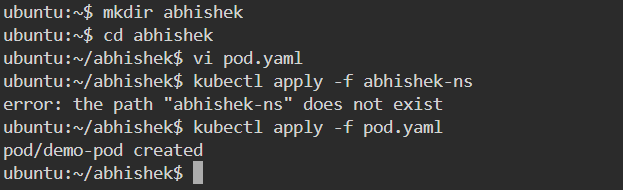 ubuntu:~$ mkdir abhishek
ubuntu:~$ cd abhishek
ubuntu:~/abhishek$ vi pod.yaml
ubuntu:~/abhishek$ kubectl apply -f abhishek-ns
error: the path "abhishek-ns" does not exist
ubuntu:~/abhishek$ kubectl apply -f pod.yaml
pod/demo-pod created
ubuntu:~/abhishek$